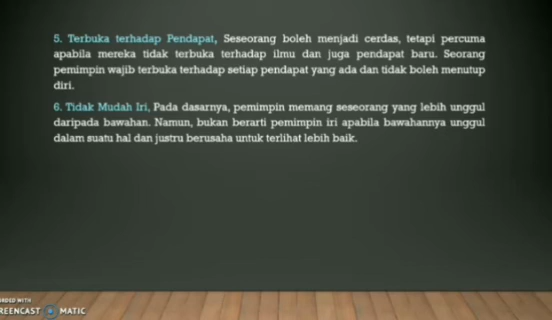 5. Terbuka terhadap Pendapat, Seseorang boleh menjadi cerdas, tetapi percuma
apabila mereka tidak terbuka terhadap ilmu dan juga pendapat baru. Seorang
pemimpin wajib terbuka terhadap setiap pendapat yang ada dan tidak boleh menutup
diri.
6. Tidak Mudah Iri, Pada dasarnya, pemimpin memang seseorang yang lebih unggul
daripada bawahan. Namun, bukan berarti pemimpin iri apabila bawahannya unggul
dalam suatu hal dan justru berusaha untuk terlihat lebih baik.
RDED WITH
REENCAST MATIC